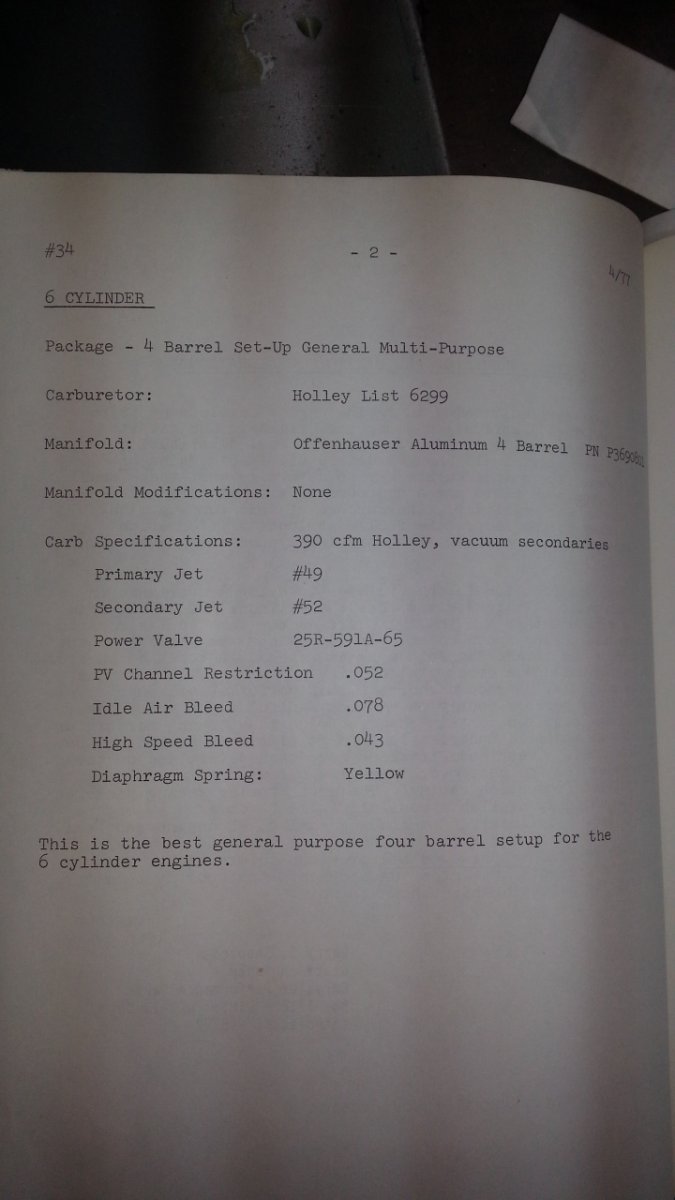 #34 - 2 - 4/77
6 CYLINDER
Package - 4 Barrel Set-Up General Multi-Purpose
Carburetor: Holley List 6299
Manifold: Offenhauser Aluminum 4 Barrel PN
Manifold Modifications: None
Carb Specifications: 390 cfm Holley, vacuum secondaries
Primary Jet #49
Secondary Jet #52
Power Valve 25R-591A-65
PV Channel Restriction .052
Idle Air Bleed .078
High Speed Bleed .043
Diaphragm Spring: Yellow
This is the best general purpose four barrel setup for the
6 cylinder engines.